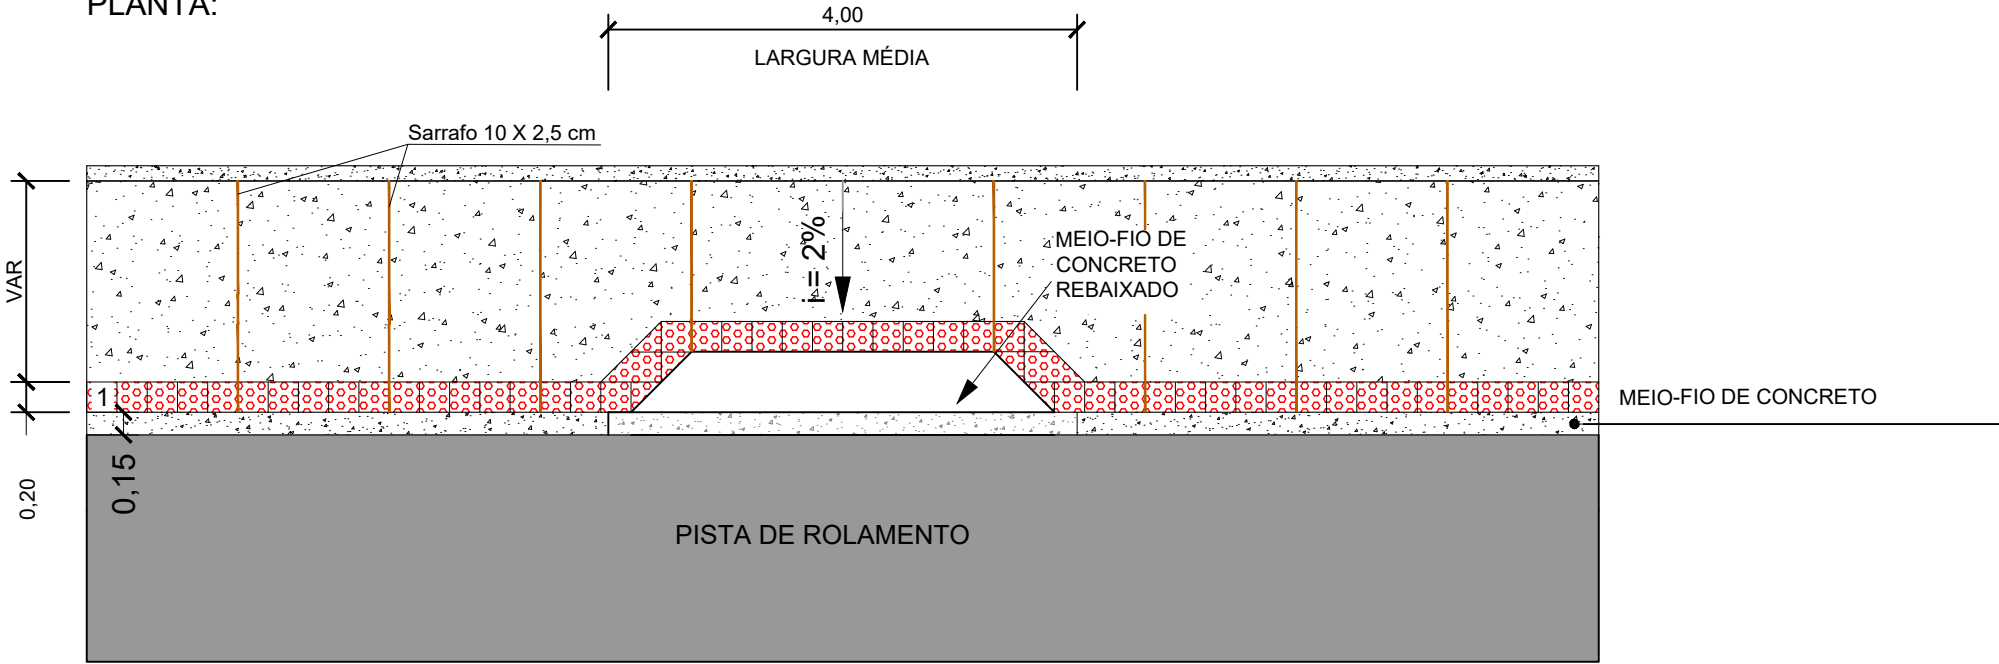 PLANTA:
4,00
LARGURA MÉDIA
Sarrafo 10 X 2,5 cm
VAR
i= 2%
MEIO-FIO DE
CONCRETO
REBAIXADO
1
MEIO-FIO DE CONCRETO
0,20
0,15
PISTA DE ROLAMENTO